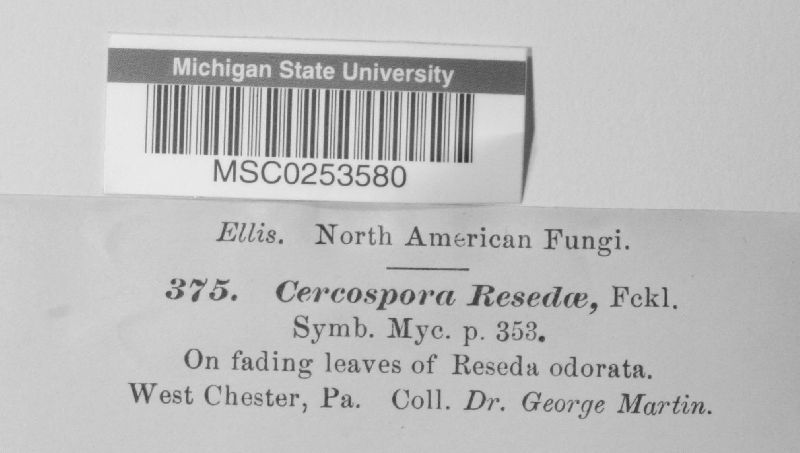 Michigan State University
MSC0253580
Ellis. North American Fungi.
375. Cercospora Resedæ, Fckl.
Symb. Myc. p. 353.
On fading leaves of Reseda odorata.
West Chester, Pa. Coll. Dr. George Martin.